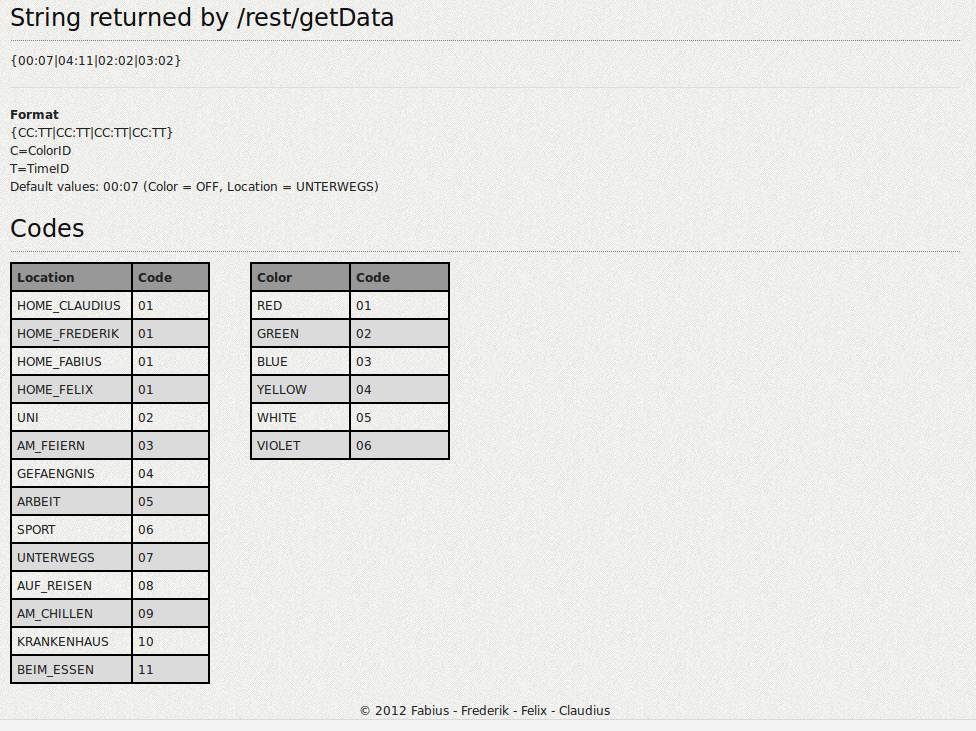 String returned by /rest/getData
{00:07|04:11|02:02|03:02}
Format
{CC:TT|CC:TT|CC:TT|CC:TT}
C=ColorID
T=TimeID
Default values: 00:07 (Color = OFF, Location = UNTERWEGS)
Codes
Location Code
HOME_CLAUDIUS 01
HOME_FREDERIK 01
HOME_FABIUS 01
HOME_FELIX 01
UNI 02
AM_FEIERN 03
GEFAENGNIS 04
ARBEIT 05
SPORT 06
UNTERWEGS 07
AUF_REISEN 08
AM_CHILLEN 09
KRANKENHAUS 10
BEIM_ESSEN 11
Color Code
RED 01
GREEN 02
BLUE 03
YELLOW 04
WHITE 05
VIOLET 06
© 2012 Fabius - Frederik - Felix - Claudius